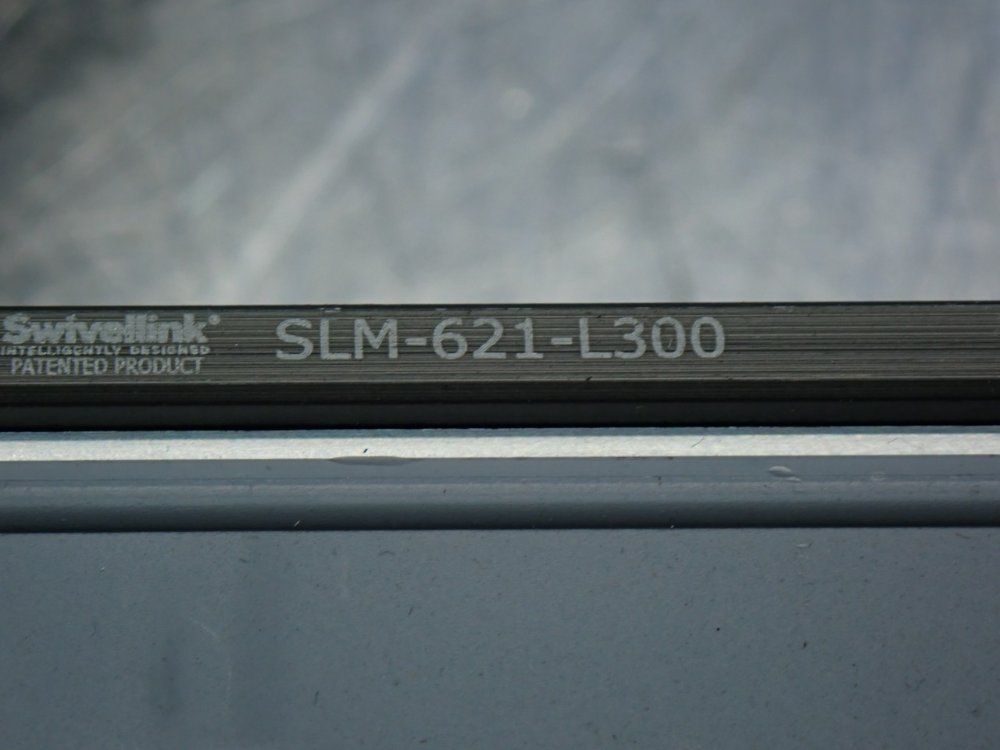 Swivellink®
INTELLIGENTLY DESIGNED
PATENTED PRODUCT
SLM-621-L300